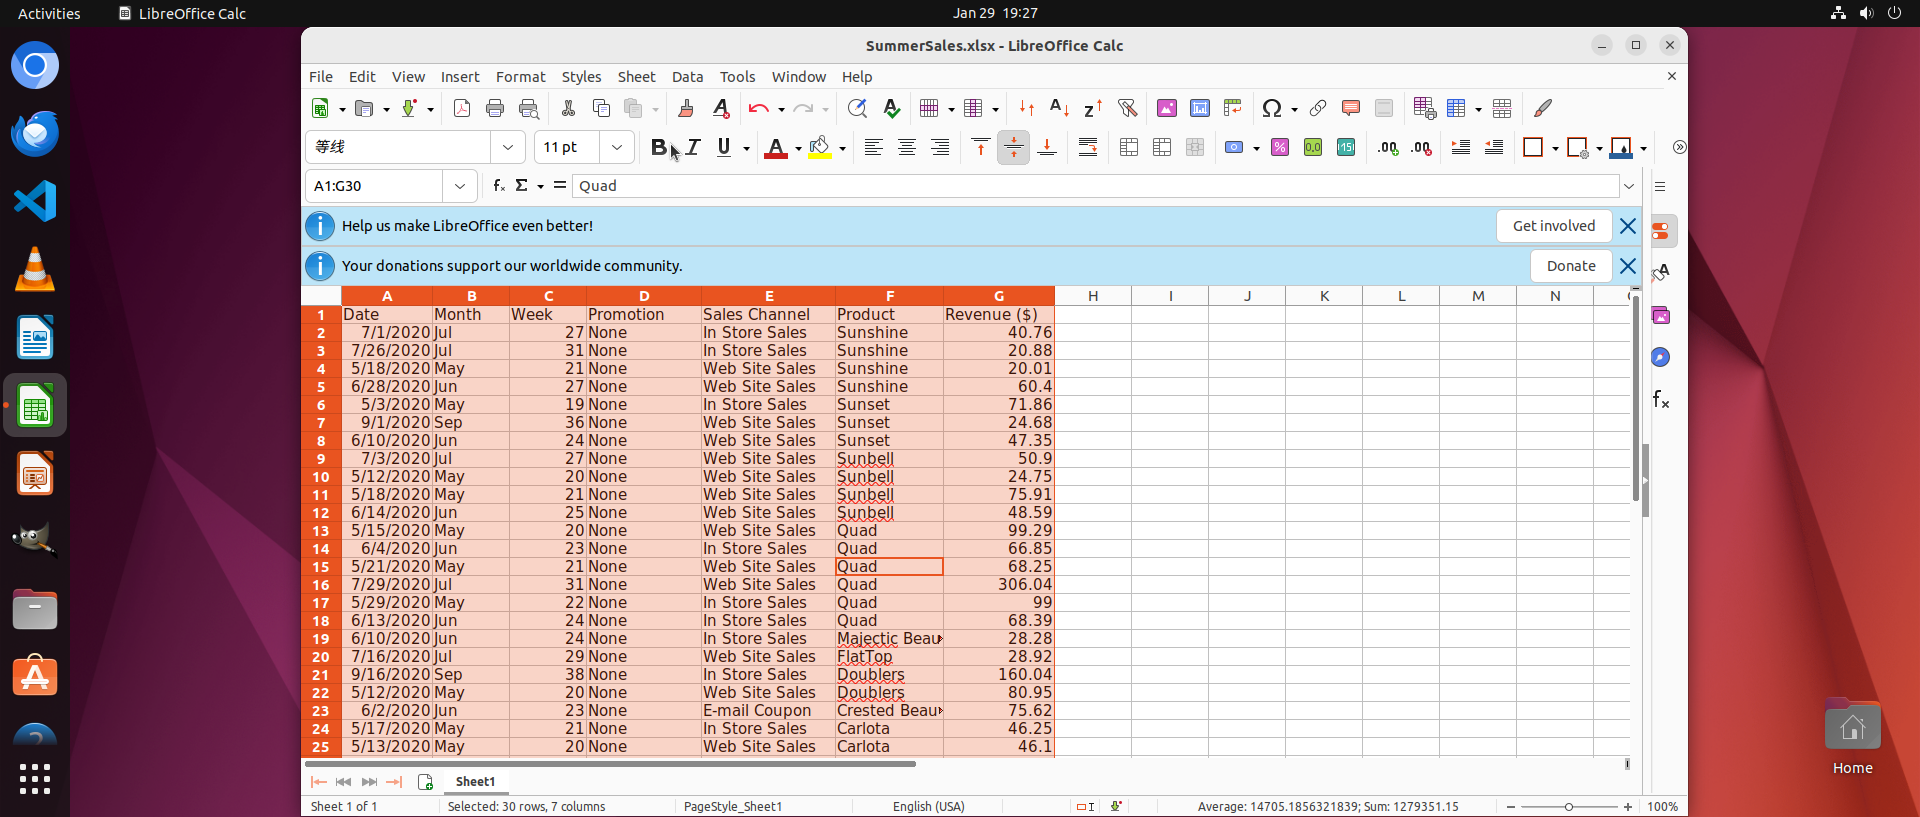 Activities LibreOffice Calc Jan 29 19:27
SummerSales.xlsx - LibreOffice Calc
File Edit View Insert Format Styles Sheet Data Tools Window Help
等线 11 pt
A1:G30 Quad
Help us make LibreOffice even better! Get involved
Your donations support our worldwide community. Donate
A B C D E F G H I J K L M N
1 Date Month Week Promotion Sales Channel Product Revenue ($)
2 7/1/2020 Jul 27 None In Store Sales Sunshine 40.76
3 7/26/2020 Jul 31 None In Store Sales Sunshine 20.88
4 5/18/2020 May 21 None Web Site Sales Sunshine 20.01
5 6/28/2020 Jun 27 None Web Site Sales Sunshine 60.4
6 5/3/2020 May 19 None In Store Sales Sunset 71.86
7 9/1/2020 Sep 36 None Web Site Sales Sunset 24.68
8 6/10/2020 Jun 24 None Web Site Sales Sunset 47.35
9 7/3/2020 Jul 27 None Web Site Sales Sunbell 50.9
10 5/12/2020 May 20 None Web Site Sales Sunbell 24.75
11 5/18/2020 May 21 None Web Site Sales Sunbell 75.91
12 6/14/2020 Jun 25 None Web Site Sales Sunbell 48.59
13 5/15/2020 May 20 None Web Site Sales Quad 99.29
14 6/4/2020 Jun 23 None In Store Sales Quad 66.85
15 5/21/2020 May 21 None Web Site Sales Quad 68.25
16 7/29/2020 Jul 31 None Web Site Sales Quad 306.04
17 5/29/2020 May 22 None In Store Sales Quad 99
18 6/13/2020 Jun 24 None In Store Sales Quad 68.39
19 6/10/2020 Jun 24 None In Store Sales Majectic Beau 28.28
20 7/16/2020 Jul 29 None Web Site Sales FlatTop 28.92
21 9/16/2020 Sep 38 None In Store Sales Doublers 160.04
22 5/12/2020 May 20 None Web Site Sales Doublers 80.95
23 6/2/2020 Jun 23 None E-mail Coupon Crested Beau 75.62
24 5/17/2020 May 21 None In Store Sales Carlota 46.25
25 5/13/2020 May 20 None Web Site Sales Carlota 46.1
Home
Sheet1
Sheet 1 of 1 Selected: 30 rows, 7 columns PageStyle_Sheet1 English (USA) Average: 14705.1856321839; Sum: 1279351.15 100%